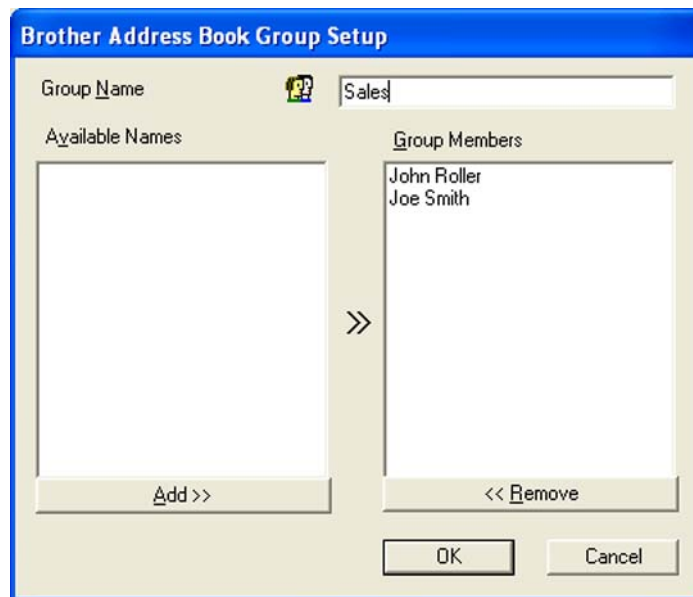 Brother Address Book Group Setup
Group Name
Sales
Available Names
Group Members
John Roller
Joe Smith
>>
Add >>
<< Remove
OK
Cancel